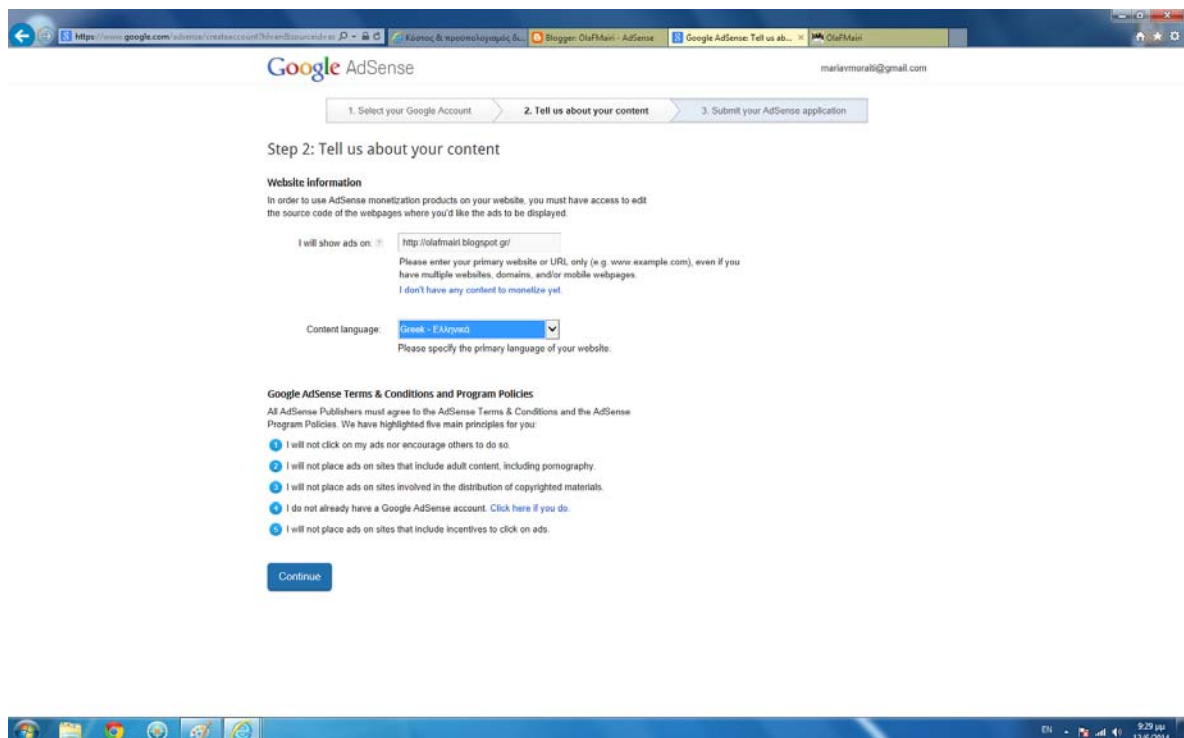 https://www.google.com/adsense/createaccount
Κόστος & προϋπολογισμός δι...
Blogger: OlaFMairi - AdSense
Google AdSense: Tell us ab...
OlaFMairi
Google AdSense
mariavmoraiti@gmail.com
1. Select your Google Account
2. Tell us about your content
3. Submit your AdSense application
Step 2: Tell us about your content
Website information
In order to use AdSense monetization products on your website, you must have access to edit
the source code of the webpages where you'd like the ads to be displayed.
I will show ads on: ?
http://olafmairi.blogspot.gr/
Please enter your primary website or URL only (e.g. www.example.com), even if you
have multiple websites, domains, and/or mobile webpages.
I don't have any content to monetize yet.
Content language:
Greek - Ελληνικά
Please specify the primary language of your website.
Google AdSense Terms & Conditions and Program Policies
All AdSense Publishers must agree to the AdSense Terms & Conditions and the AdSense
Program Policies. We have highlighted five main principles for you:
1 I will not click on my ads nor encourage others to do so.
2 I will not place ads on sites that include adult content, including pornography.
3 I will not place ads on sites involved in the distribution of copyrighted materials.
4 I do not already have a Google AdSense account. Click here if you do.
5 I will not place ads on sites that include incentives to click on ads.
Continue
EN
9:29 μμ